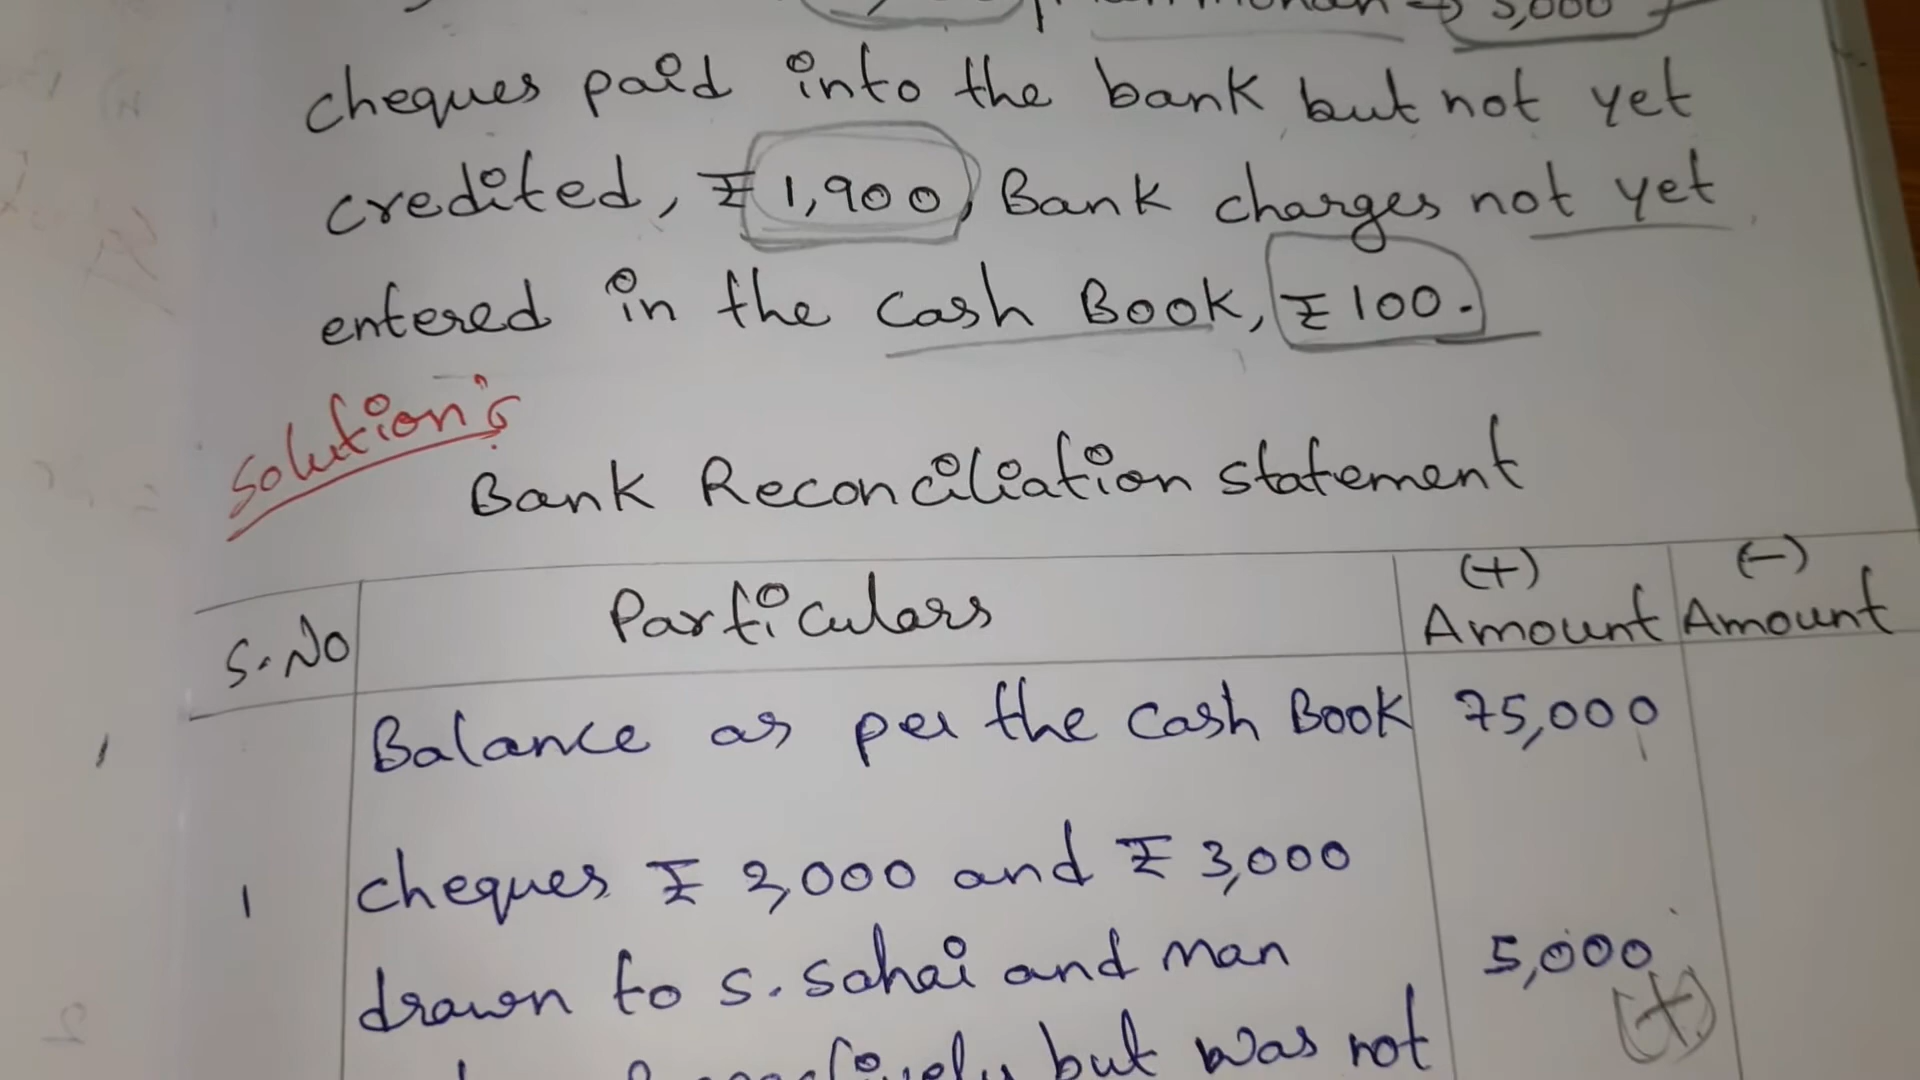 → 3,000
cheques paid into the bank but not yet
credited, ₹ 1,900, Bank charges not yet
entered in the Cash Book, ₹ 100.
Solution:
Bank Reconciliation statement
S.No Particulars (+) Amount (-) Amount
Balance as per the Cash Book 75,000
1 cheques ₹ 2,000 and ₹ 3,000
drawn to S. Sahai and Man 5,000
(+)
but was not